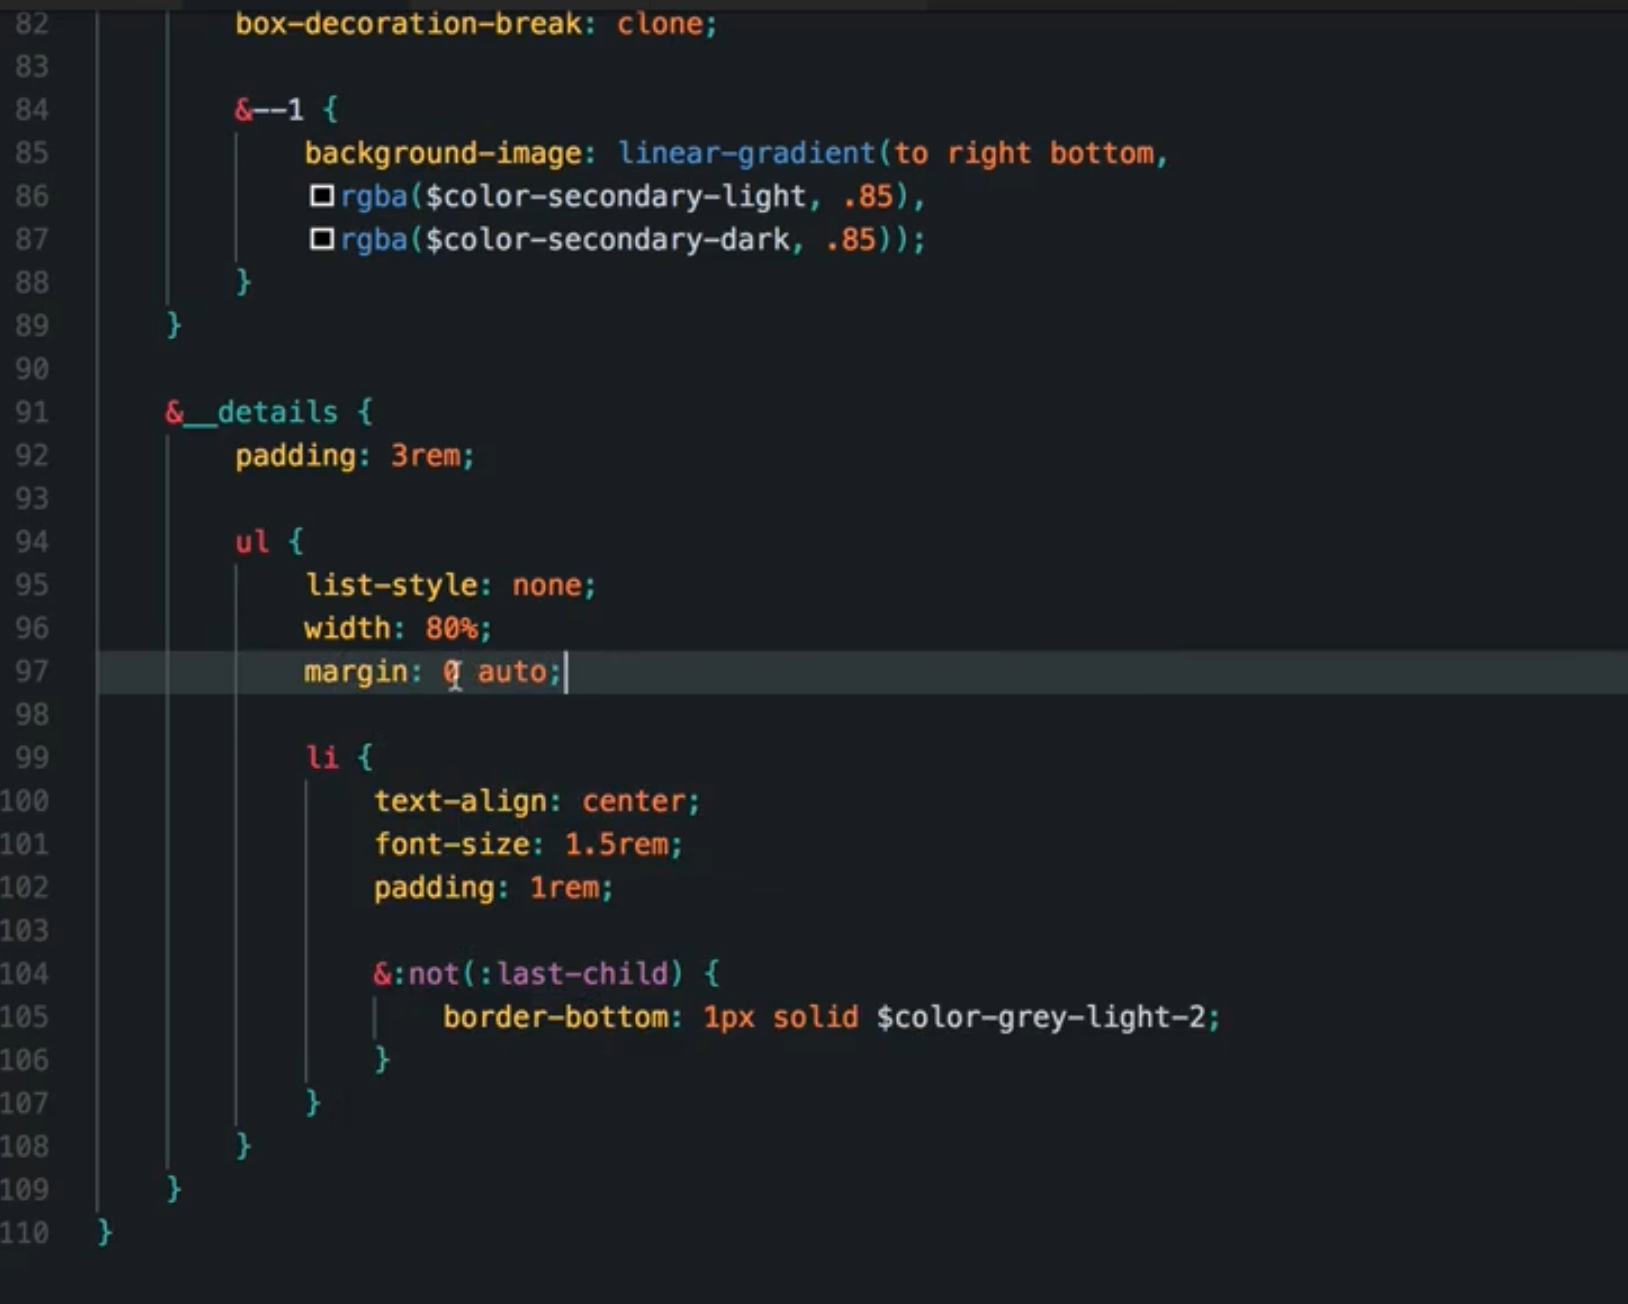 82 box-decoration-break: clone;
83
84 &--1 {
85 background-image: linear-gradient(to right bottom,
86 rgba($color-secondary-light, .85),
87 rgba($color-secondary-dark, .85));
88 }
89 }
90
91 &__details {
92 padding: 3rem;
93
94 ul {
95 list-style: none;
96 width: 80%;
97 margin: 0 auto;
98
99 li {
100 text-align: center;
101 font-size: 1.5rem;
102 padding: 1rem;
103
104 &:not(:last-child) {
105 border-bottom: 1px solid $color-grey-light-2;
106 }
107 }
108 }
109 }
110 }